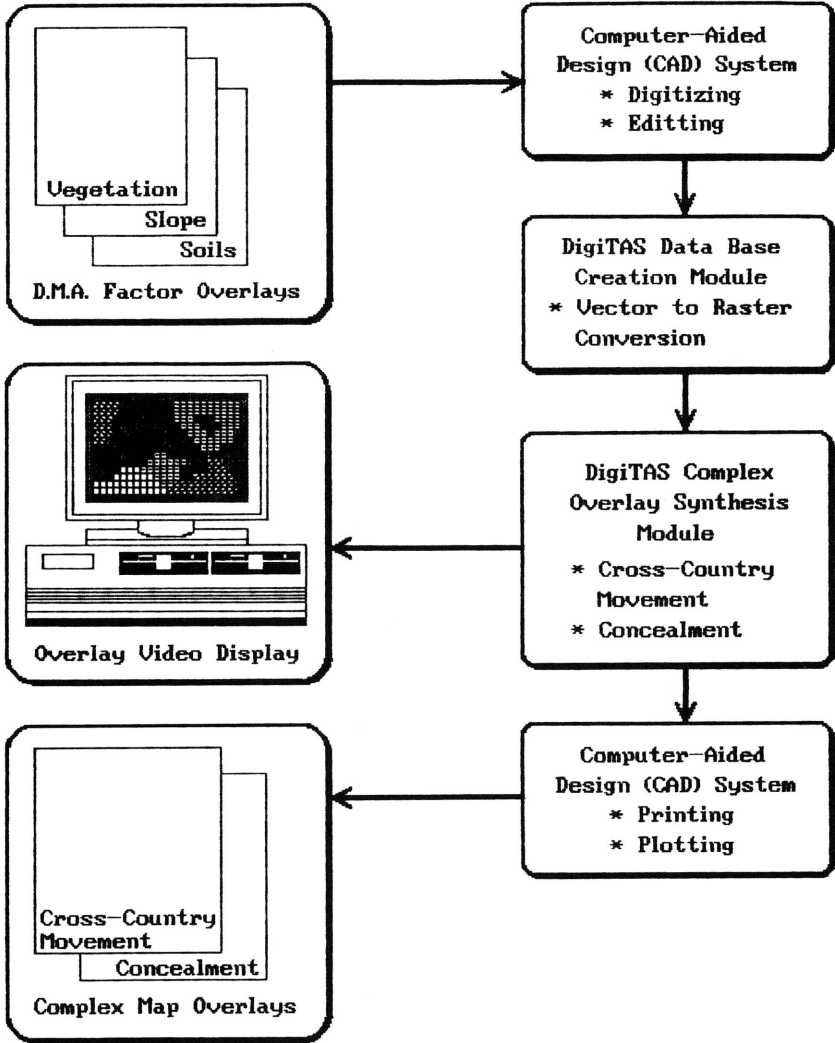 Vegetation
Slope
Soils
D.M.A. Factor Overlays
Computer-Aided
Design (CAD) System
* Digitizing
* Editting
DigiTAS Data Base
Creation Module
* Vector to Raster
Conversion
DigiTAS Complex
Overlay Synthesis
Module
* Cross-Country
Movement
* Concealment
Overlay Video Display
Computer-Aided
Design (CAD) System
* Printing
* Plotting
Cross-Country
Movement
Concealment
Complex Map Overlays